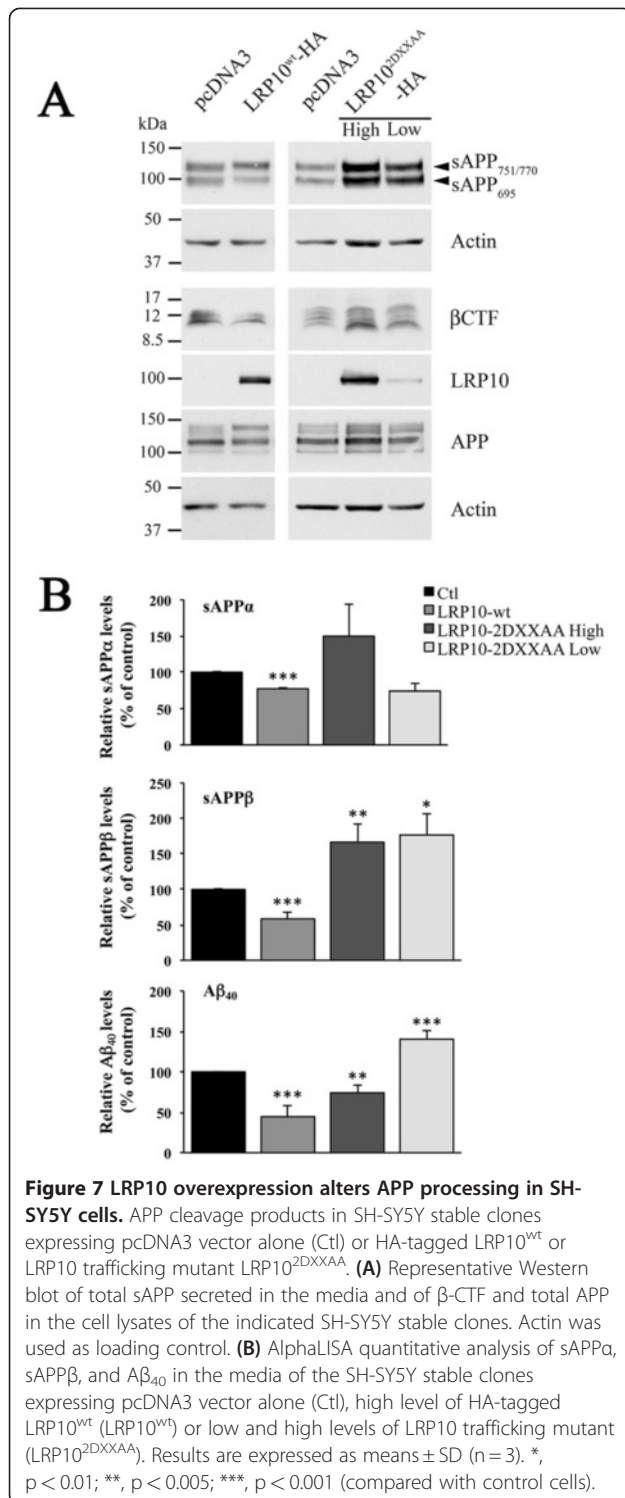 A
pcDNA3
LRP10wt-HA
pcDNA3
LRP102DXXAA
-HA
High Low
kDa
150
100
sAPP751/770
sAPP695
50
37
Actin
17
12
8.5
βCTF
100
LRP10
150
100
APP
50
37
Actin
B
Ctl
LRP10-wt
LRP10-2DXXAA High
LRP10-2DXXAA Low
Relative sAPPα levels
(% of control)
200
150
100
50
0
***
Relative sAPPβ levels
(% of control)
250
200
150
100
50
0
sAPPβ
***
**
*
Relative Aβ40 levels
(% of control)
200
150
100
50
0
Aβ40
***
**
***
Figure 7 LRP10 overexpression alters APP processing in SH-
SY5Y cells. APP cleavage products in SH-SY5Y stable clones
expressing pcDNA3 vector alone (Ctl) or HA-tagged LRP10wt or
LRP10 trafficking mutant LRP102DXXAA. (A) Representative Western
blot of total sAPP secreted in the media and of β-CTF and total APP
in the cell lysates of the indicated SH-SY5Y stable clones. Actin was
used as loading control. (B) AlphaLISA quantitative analysis of sAPPα,
sAPPβ, and Aβ40 in the media of the SH-SY5Y stable clones
expressing pcDNA3 vector alone (Ctl), high level of HA-tagged
LRP10wt (LRP10wt) or low and high levels of LRP10 trafficking mutant
(LRP102DXXAA). Results are expressed as means ± SD (n = 3). *,
p < 0.01; **, p < 0.005; ***, p < 0.001 (compared with control cells).